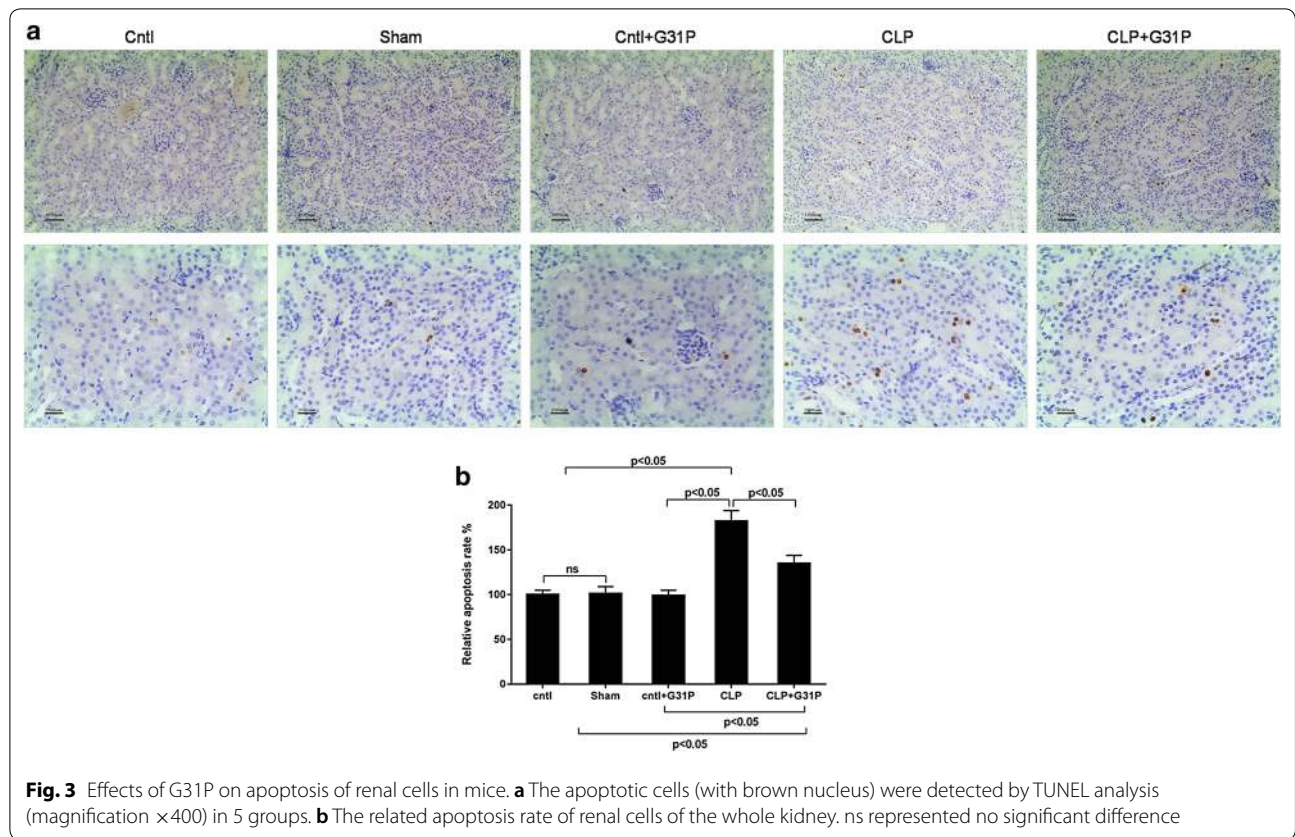 a
Cntl Sham Cntl+G31P CLP CLP+G31P
b
p<0.05
p<0.05 p<0.05
ns
Relative apoptosis rate %
200
150
100
50
0
cntl Sham cntl+G31P CLP CLP+G31P
p<0.05
p<0.05
Fig. 3 Effects of G31P on apoptosis of renal cells in mice. a The apoptotic cells (with brown nucleus) were detected by TUNEL analysis
(magnification ×400) in 5 groups. b The related apoptosis rate of renal cells of the whole kidney. ns represented no significant difference